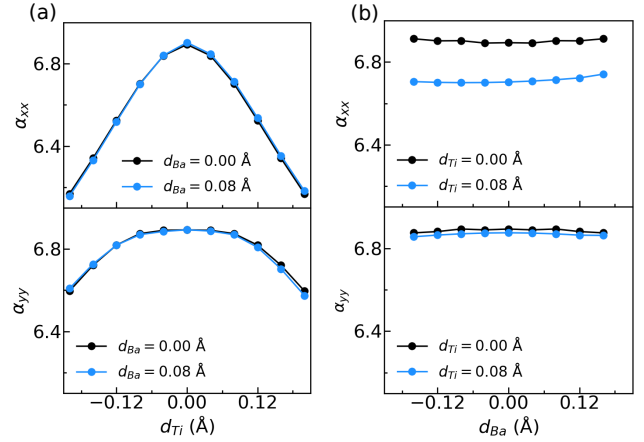 (a)
α_xx
6.8
6.4
d_Ba = 0.00 Å
d_Ba = 0.08 Å
α_yy
6.8
6.4
d_Ba = 0.00 Å
d_Ba = 0.08 Å
−0.12 0.00 0.12
d_Ti (Å)
(b)
α_xx
6.8
6.4
d_Ti = 0.00 Å
d_Ti = 0.08 Å
α_yy
6.8
6.4
d_Ti = 0.00 Å
d_Ti = 0.08 Å
−0.12 0.00 0.12
d_Ba (Å)